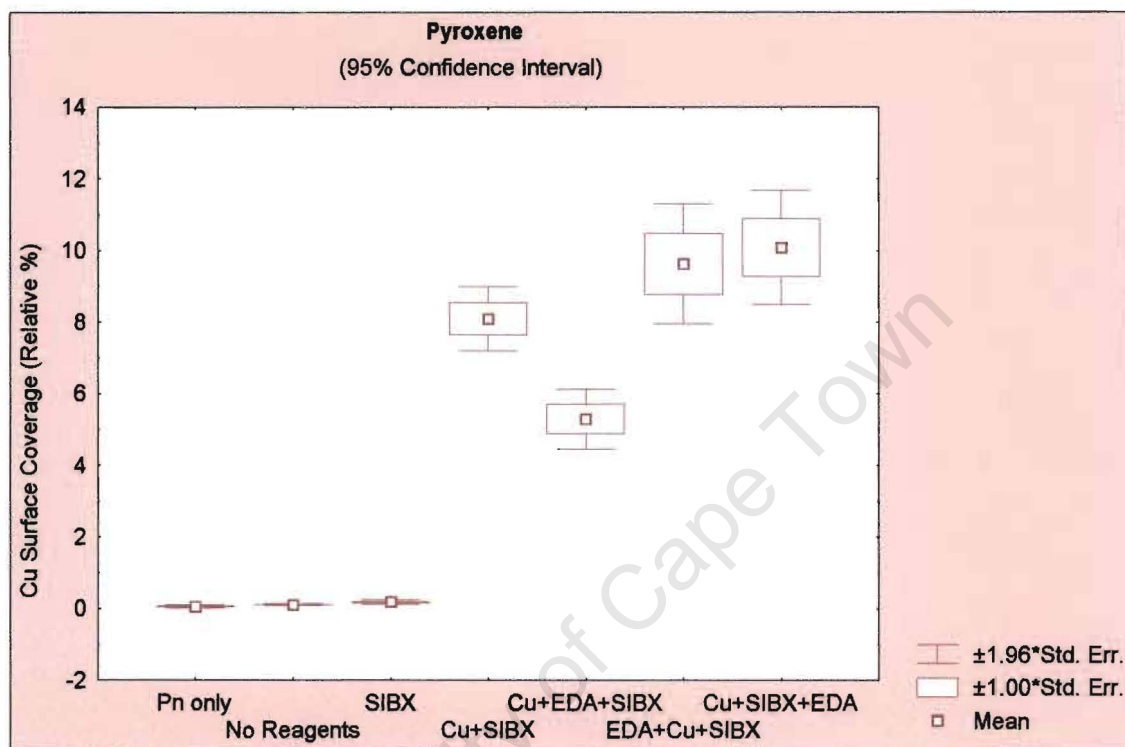 Pyroxene
(95% Confidence Interval)
Cu Surface Coverage (Relative %)
14
12
10
8
6
4
2
0
-2
Pn only
No Reagents
SIBX
Cu+SIBX
Cu+EDA+SIBX
EDA+Cu+SIBX
Cu+SIBX+EDA
±1.96*Std. Err.
±1.00*Std. Err.
Mean
of Cape Town